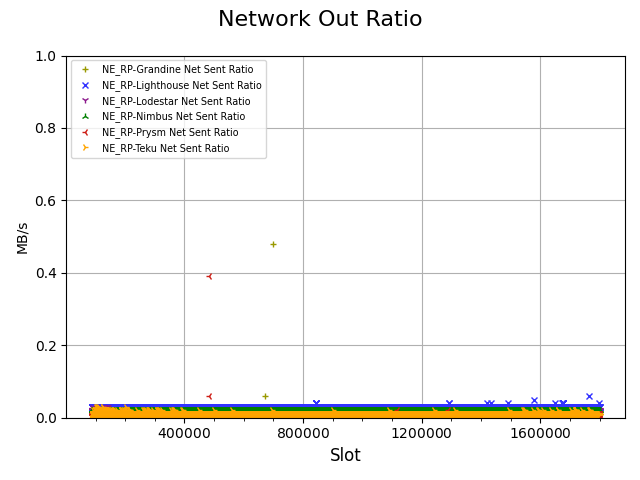 Network Out Ratio
1.0
0.8
0.6
0.4
0.2
0.0
MB/s
NE_RP-Grandine Net Sent Ratio
NE_RP-Lighthouse Net Sent Ratio
NE_RP-Lodestar Net Sent Ratio
NE_RP-Nimbus Net Sent Ratio
NE_RP-Prysm Net Sent Ratio
NE_RP-Teku Net Sent Ratio
400000 800000 1200000 1600000
Slot